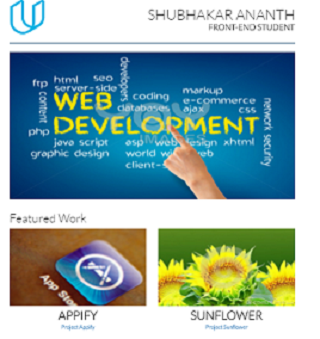 SHUBHAKAR ANANTH
FRONT-END STUDENT
developers
ftp html seo
server-side
content
WEB
coding
markup
databases
e-commerce
ajax
css
php
DEVELOPMENT
network security
java script
asp
web design
xhtml
graphic design
world
web
client-s
IMAGES
Featured Work
App Store
APPIFY
Project Appify
SUNFLOWER
Project Sunflower